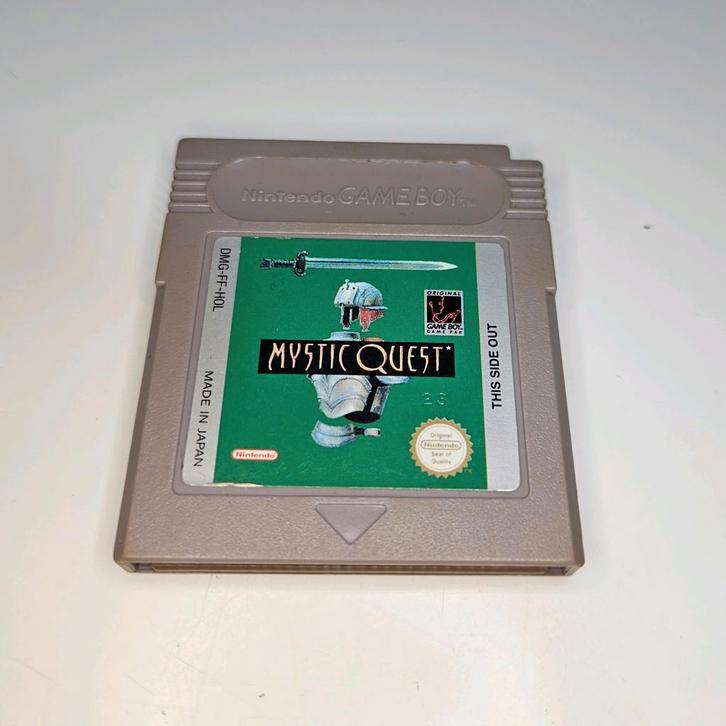 Nintendo GAME BOY TM
DMG-FF-HOL
MADE IN JAPAN
ORIGINAL
GAME BOY
GAME PAK
MYSTIC QUEST
THIS SIDE OUT
26
Nintendo
Original
Nintendo
Seal of
Quality